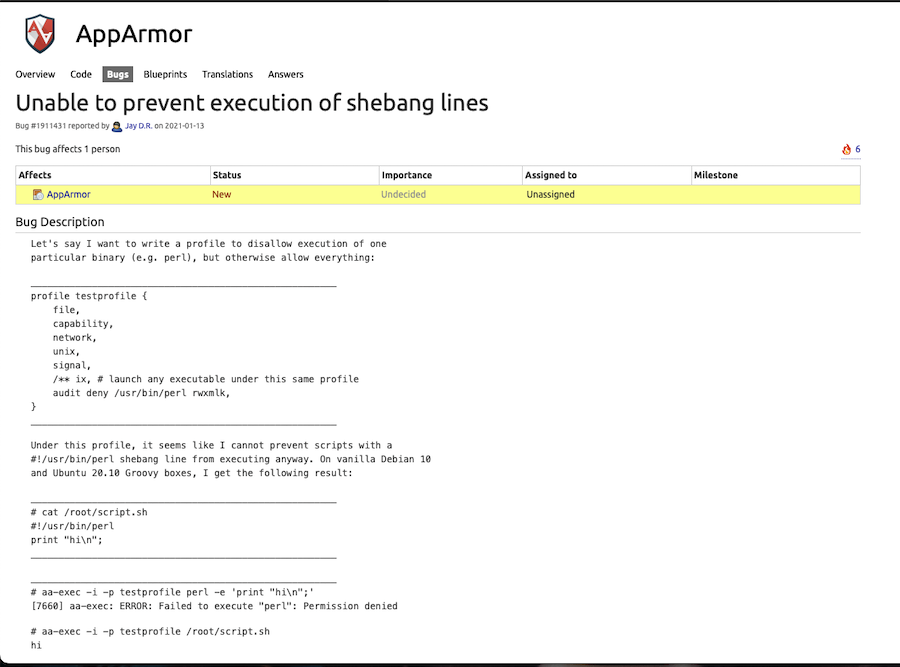 AppArmor
Overview Code Bugs Blueprints Translations Answers
Unable to prevent execution of shebang lines
Bug #1911431 reported by Jay D.R. on 2021-01-13
This bug affects 1 person 6
Affects Status Importance Assigned to Milestone
AppArmor New Undecided Unassigned
Bug Description
Let's say I want to write a profile to disallow execution of one
particular binary (e.g. perl), but otherwise allow everything:
_______________________________________________________
profile testprofile {
    file,
    capability,
    network,
    unix,
    signal,
    /** ix, # launch any executable under this same profile
    audit deny /usr/bin/perl rwxmlk,
}
_______________________________________________________
Under this profile, it seems like I cannot prevent scripts with a
#!/usr/bin/perl shebang line from executing anyway. On vanilla Debian 10
and Ubuntu 20.10 Groovy boxes, I get the following result:
_______________________________________________________
# cat /root/script.sh
#!/usr/bin/perl
print "hi\n";
_______________________________________________________
_______________________________________________________
# aa-exec -i -p testprofile perl -e 'print "hi\n";'
[7660] aa-exec: ERROR: Failed to execute "perl": Permission denied
# aa-exec -i -p testprofile /root/script.sh
hi